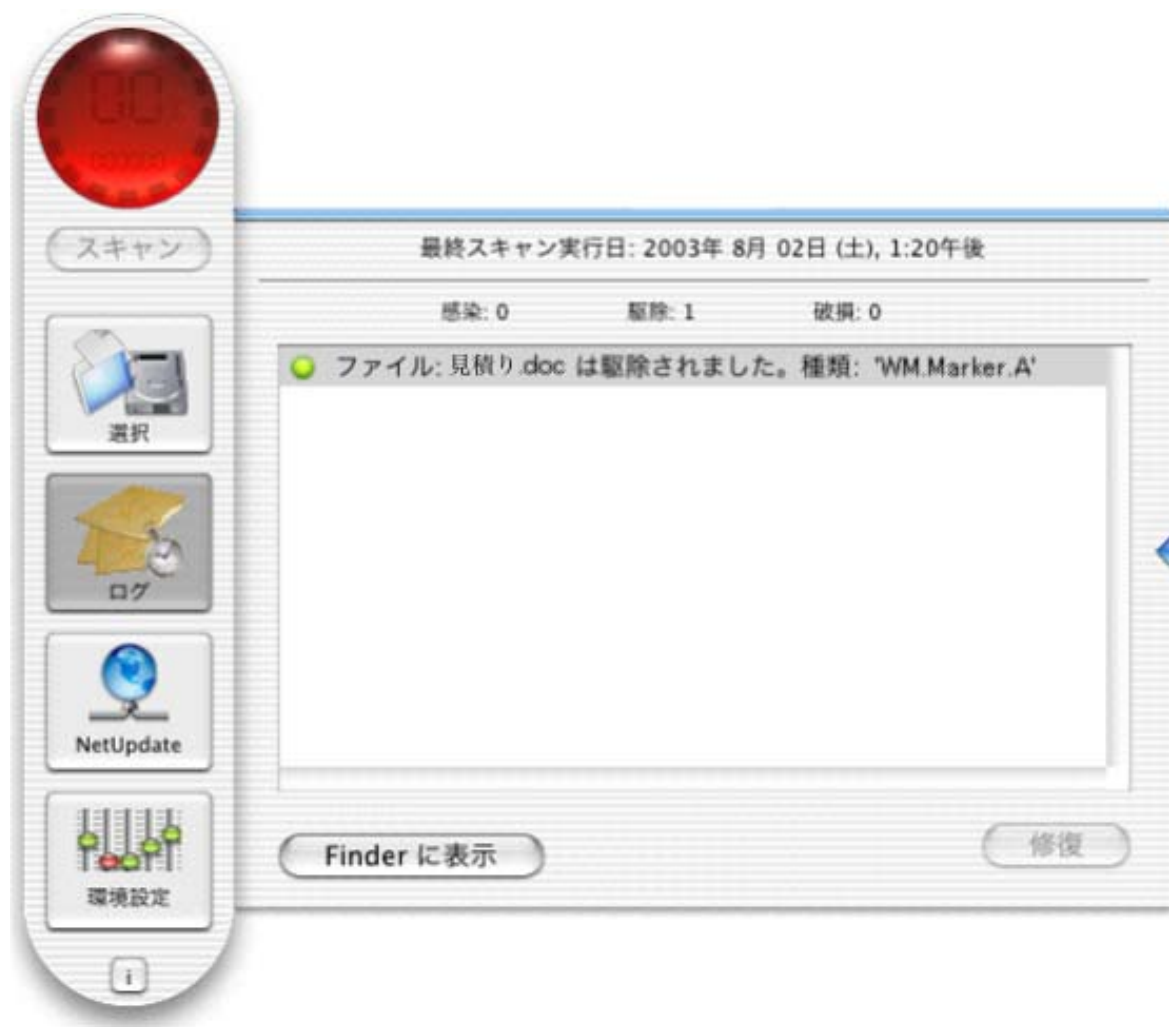 スキャン
最終スキャン実行日: 2003年 8月 02日 (土), 1:20午後
感染: 0 駆除: 1 破損: 0
ファイル: 見積り.doc は駆除されました。種類: 'WM.Marker.A'
選択
ログ
NetUpdate
環境設定
Finder に表示
修復
i